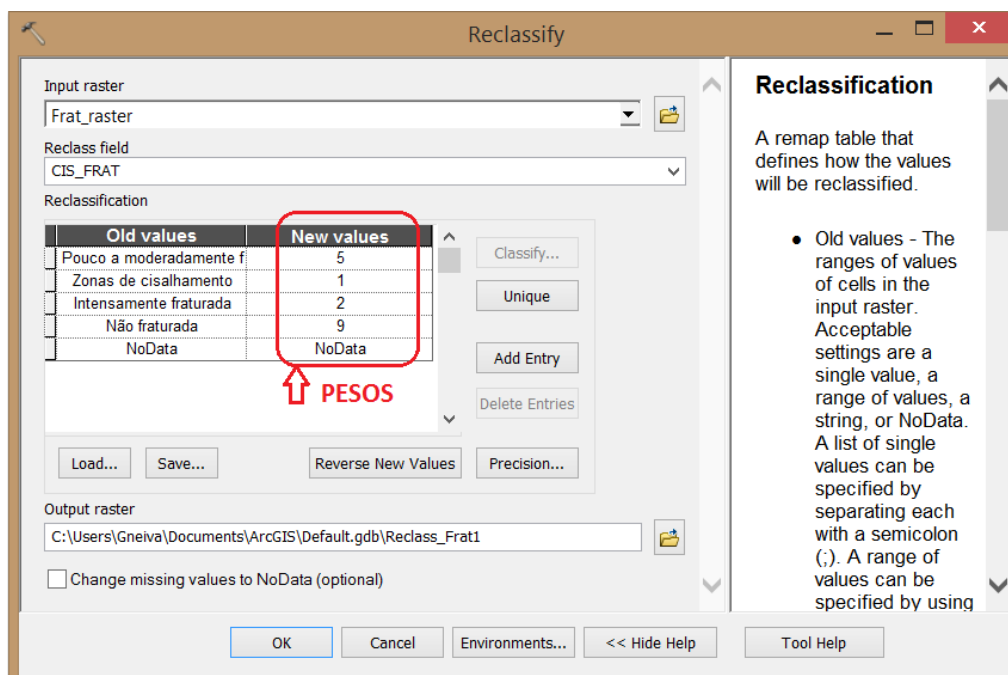 Reclassify
Input raster
Frat_raster
Reclass field
CIS_FRAT
Reclassification
Old values New values
Pouco a moderadamente f 5
Zonas de cisalhamento 1
Intensamente fraturada 2
Não fraturada 9
NoData NoData
PESOS
Classify...
Unique
Add Entry
Delete Entries
Load... Save... Reverse New Values Precision...
Output raster
C:\Users\Gneiva\Documents\ArcGIS\Default.gdb\Reclass_Frat1
Change missing values to NoData (optional)
OK Cancel Environments... << Hide Help Tool Help
Reclassification
A remap table that
defines how the values
will be reclassified.
● Old values - The
ranges of values
of cells in the
input raster.
Acceptable
settings are a
single value, a
range of values, a
string, or NoData.
A list of single
values can be
specified by
separating each
with a semicolon
(;). A range of
values can be
specified by using